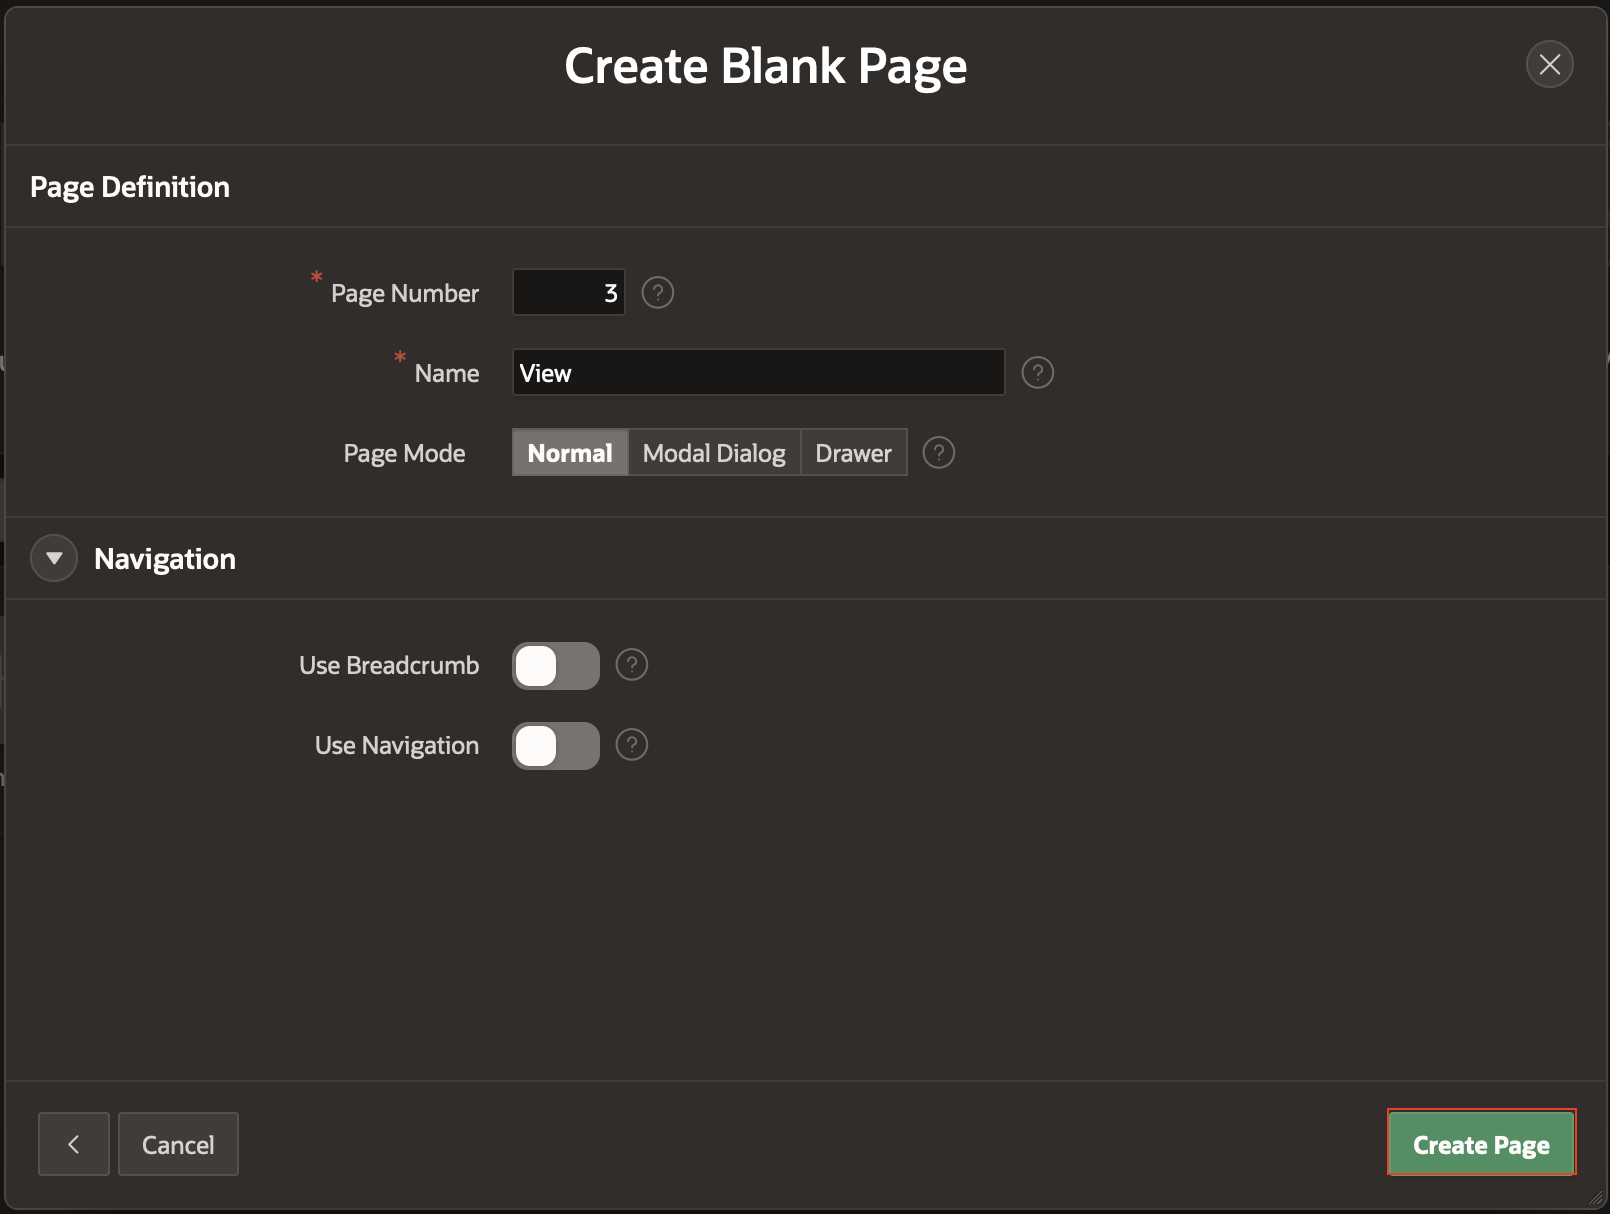 Create Blank Page
Page Definition
* Page Number 3 ?
* Name View ?
Page Mode Normal Modal Dialog Drawer ?
Navigation
Use Breadcrumb ?
Use Navigation ?
Cancel Create Page